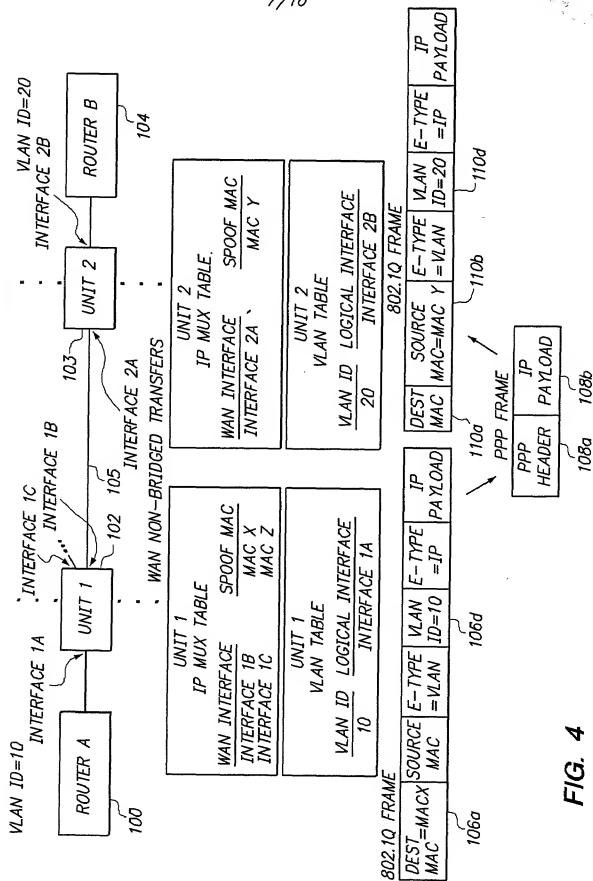 VLAN ID=10
INTERFACE 1A
ROUTER A
100
UNIT 1
INTERFACE 1C
INTERFACE 1B
102
105
WAN NON-BRIDGED TRANSFERS
INTERFACE 2A
103
UNIT 2
VLAN ID=20
INTERFACE 2B
ROUTER B
104
UNIT 1
IP MUX TABLE
WAN INTERFACE SPOOF MAC
INTERFACE 1B MAC X
INTERFACE 1C MAC Z
UNIT 2
IP MUX TABLE.
WAN INTERFACE SPOOF MAC
INTERFACE 2A MAC Y
UNIT 1
VLAN TABLE
VLAN ID LOGICAL INTERFACE
10 INTERFACE 1A
UNIT 2
VLAN TABLE
VLAN ID LOGICAL INTERFACE
20 INTERFACE 2B
802.1Q FRAME
DEST MAC =MACX
SOURCE MAC
E-TYPE =VLAN
VLAN ID=10
E-TYPE =IP
IP PAYLOAD
106a
106d
802.1Q FRAME
DEST MAC
SOURCE MAC=MAC Y
E-TYPE =VLAN
VLAN ID=20
E-TYPE =IP
IP PAYLOAD
110a
110b
110d
PPP FRAME
PPP HEADER
IP PAYLOAD
108a
108b
FIG. 4